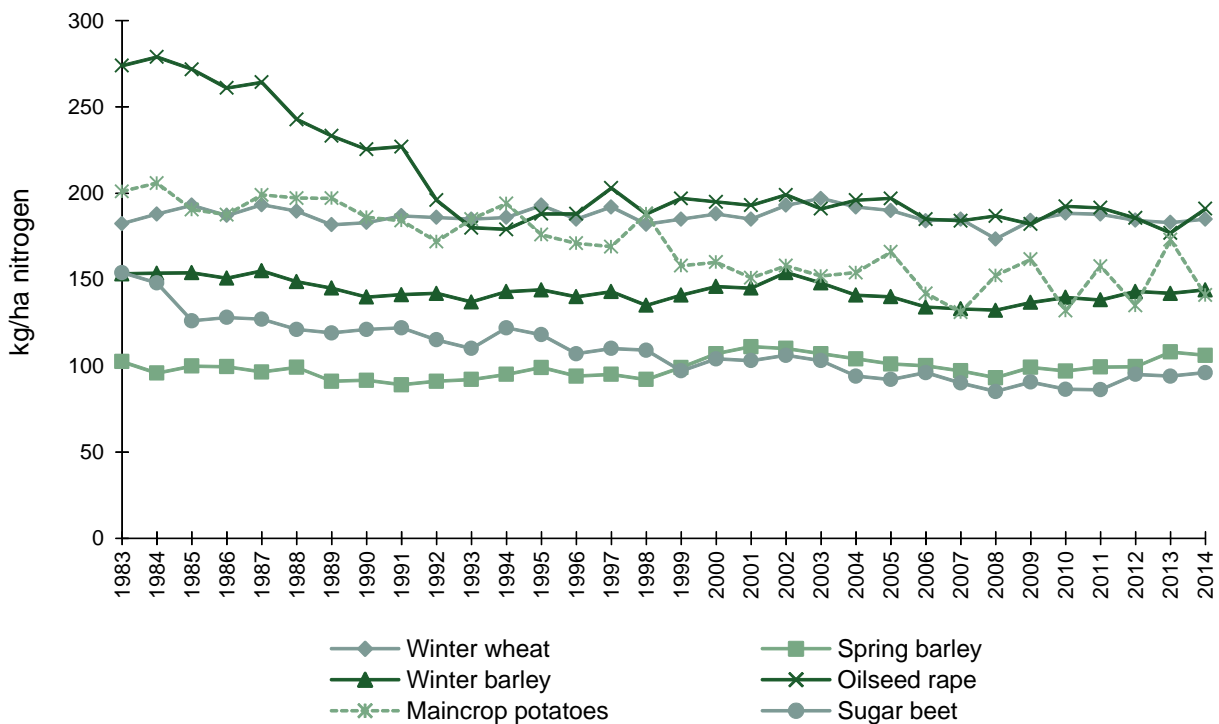 300
250
200
150
100
50
0
kg/ha nitrogen
1983 1984 1985 1986 1987 1988 1989 1990 1991 1992 1993 1994 1995 1996 1997 1998 1999 2000 2001 2002 2003 2004 2005 2006 2007 2008 2009 2010 2011 2012 2013 2014
Winter wheat Spring barley
Winter barley Oilseed rape
Maincrop potatoes Sugar beet